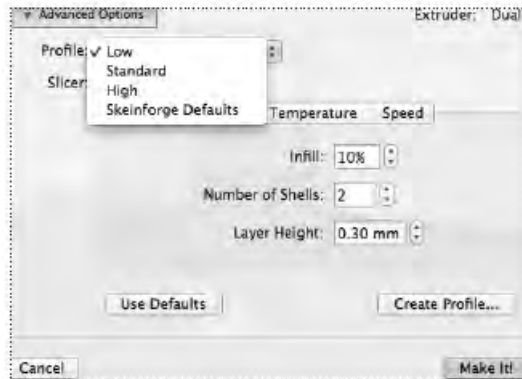 ▼ Advanced Options Extruder: Dual
Profile: ✓ Low
Standard
Slicer:
High
Skeinforge Defaults
Temperature Speed
Infill: 10%
Number of Shells: 2
Layer Height: 0.30 mm
Use Defaults Create Profile...
Cancel Make It!